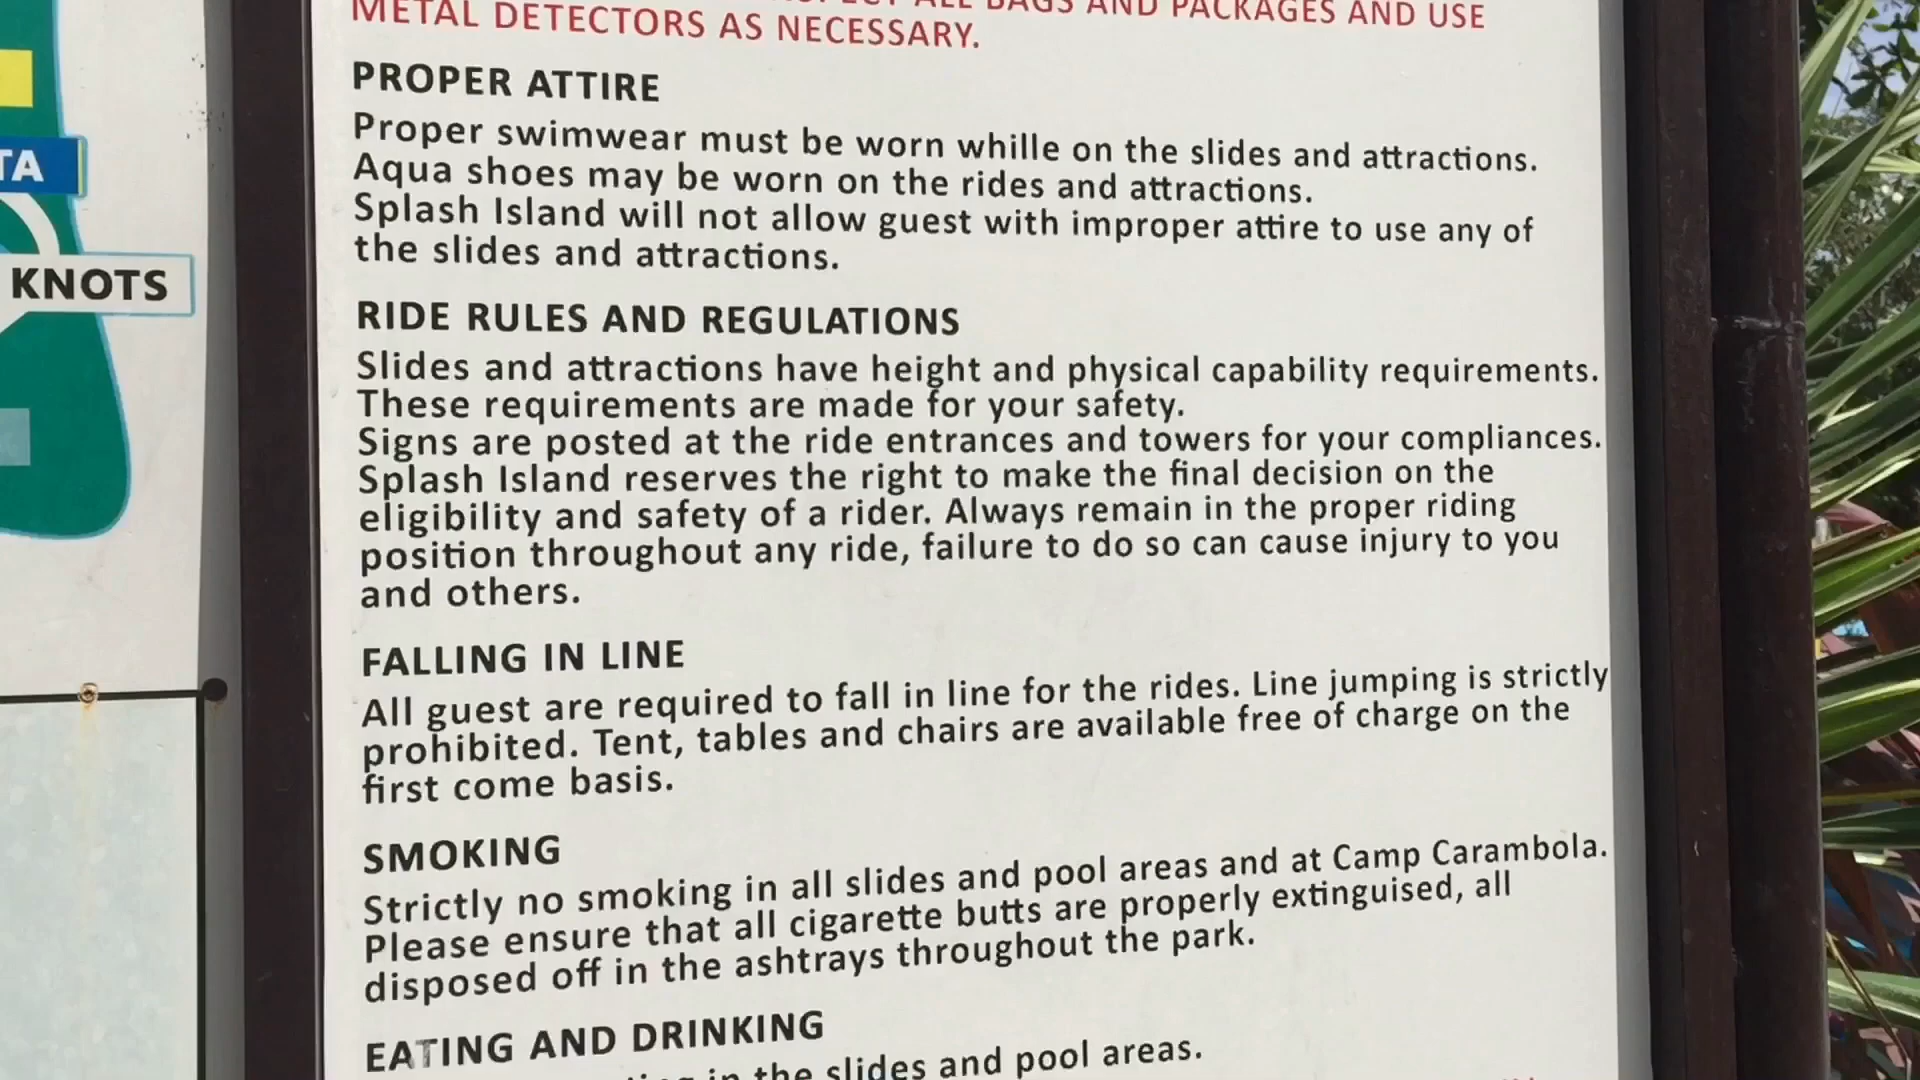 ALL BAGS AND PACKAGES AND USE
METAL DETECTORS AS NECESSARY.
PROPER ATTIRE
Proper swimwear must be worn whille on the slides and attractions.
Aqua shoes may be worn on the rides and attractions.
Splash Island will not allow guest with improper attire to use any of
the slides and attractions.
RIDE RULES AND REGULATIONS
Slides and attractions have height and physical capability requirements.
These requirements are made for your safety.
Signs are posted at the ride entrances and towers for your compliances.
Splash Island reserves the right to make the final decision on the
eligibility and safety of a rider. Always remain in the proper riding
position throughout any ride, failure to do so can cause injury to you
and others.
FALLING IN LINE
All guest are required to fall in line for the rides. Line jumping is strictly
prohibited. Tent, tables and chairs are available free of charge on the
first come basis.
SMOKING
Strictly no smoking in all slides and pool areas and at Camp Carambola.
Please ensure that all cigarette butts are properly extinguised, all
disposed off in the ashtrays throughout the park.
EATING AND DRINKING
in the slides and pool areas.
TA
KNOTS